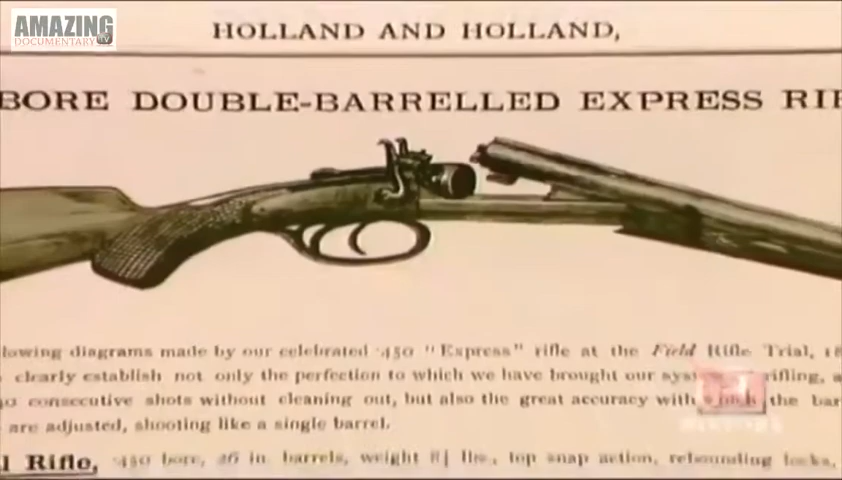 AMAZING
DOCUMENTARY TV
HOLLAND AND HOLLAND,
BORE DOUBLE-BARRELLED EXPRESS RIF
lowing diagrams made by our celebrated ·450 "Express" rifle at the Field Rifle Trial, 18
clearly establish not only the perfection to which we have brought our rifling, a
consecutive shots without cleaning out, but also the great accuracy with which the bar
are adjusted, shooting like a single barrel.
l Rifle, ·450 bore, 26 in. barrels, weight lbs., top snap action, rebounding locks,